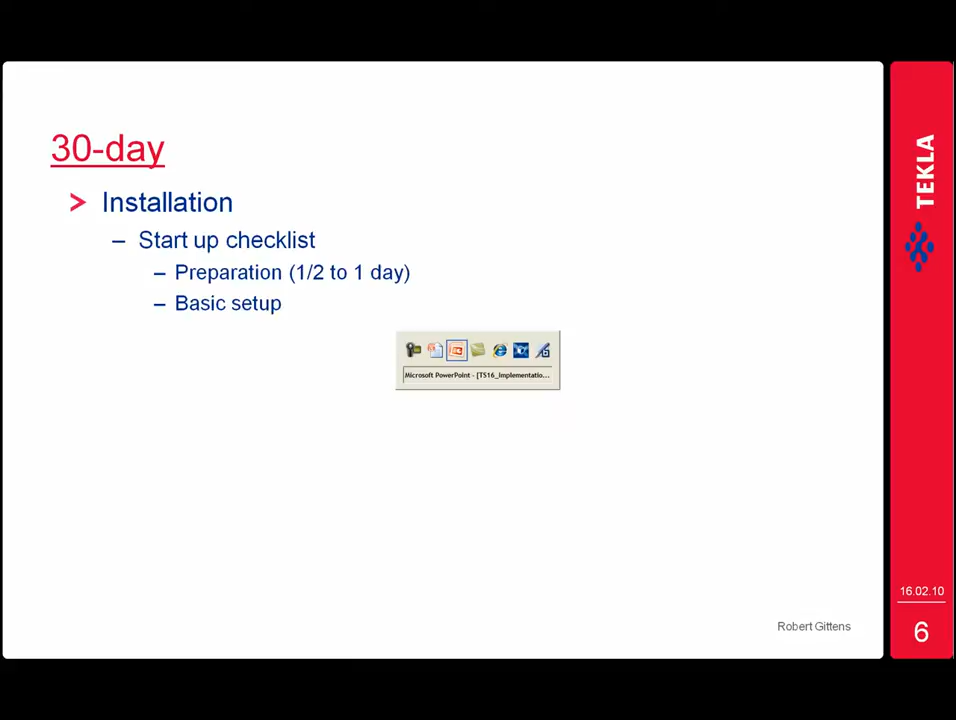 30-day
> Installation
– Start up checklist
– Preparation (1/2 to 1 day)
– Basic setup
Microsoft PowerPoint - [TS16_Implementatio...
TEKLA
16.02.10
Robert Gittens
6